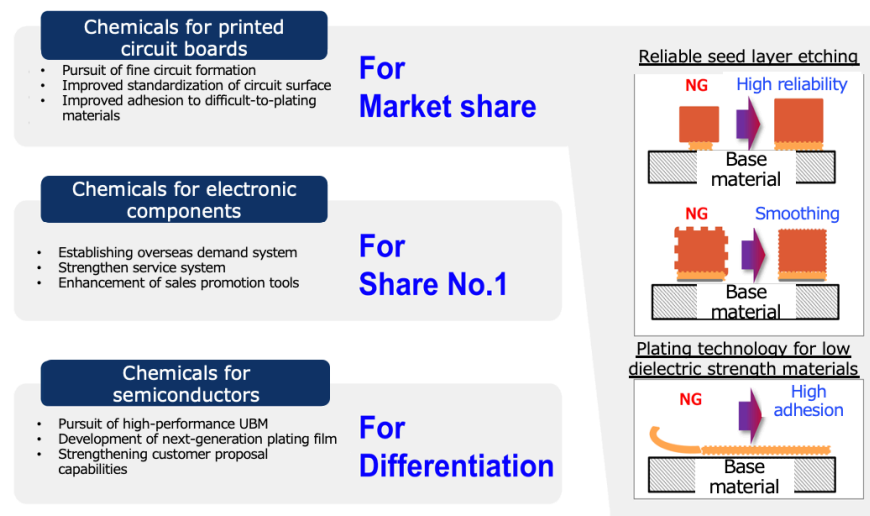 Chemicals for printed
circuit boards
• Pursuit of fine circuit formation
• Improved standardization of circuit surface
• Improved adhesion to difficult-to-plating
materials
For
Market share
Chemicals for electronic
components
• Establishing overseas demand system
• Strengthen service system
• Enhancement of sales promotion tools
For
Share No.1
Chemicals for
semiconductors
• Pursuit of high-performance UBM
• Development of next-generation plating film
• Strengthening customer proposal
capabilities
For
Differentiation
Reliable seed layer etching
NG
High reliability
Base
material
NG
Smoothing
Base
material
Plating technology for low
dielectric strength materials
NG
High
adhesion
Base
material